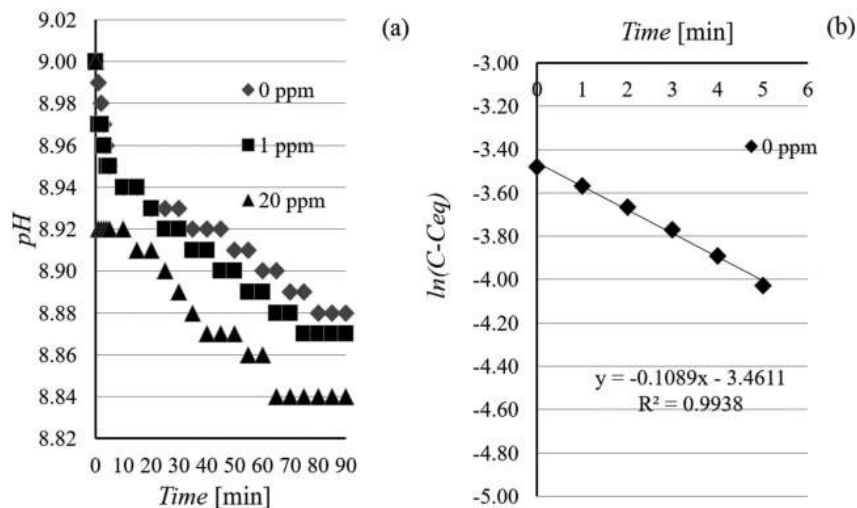 (a)
9.02
9.00
8.98
8.96
8.94
8.92
8.90
8.88
8.86
8.84
8.82
pH
0 ppm
1 ppm
20 ppm
0 10 20 30 40 50 60 70 80 90
Time [min]
(b)
Time [min]
0 1 2 3 4 5 6
-3.00
-3.20
-3.40
-3.60
-3.80
-4.00
-4.20
-4.40
-4.60
-4.80
-5.00
ln(C-Ceq)
0 ppm
y = -0.1089x - 3.4611
R² = 0.9938